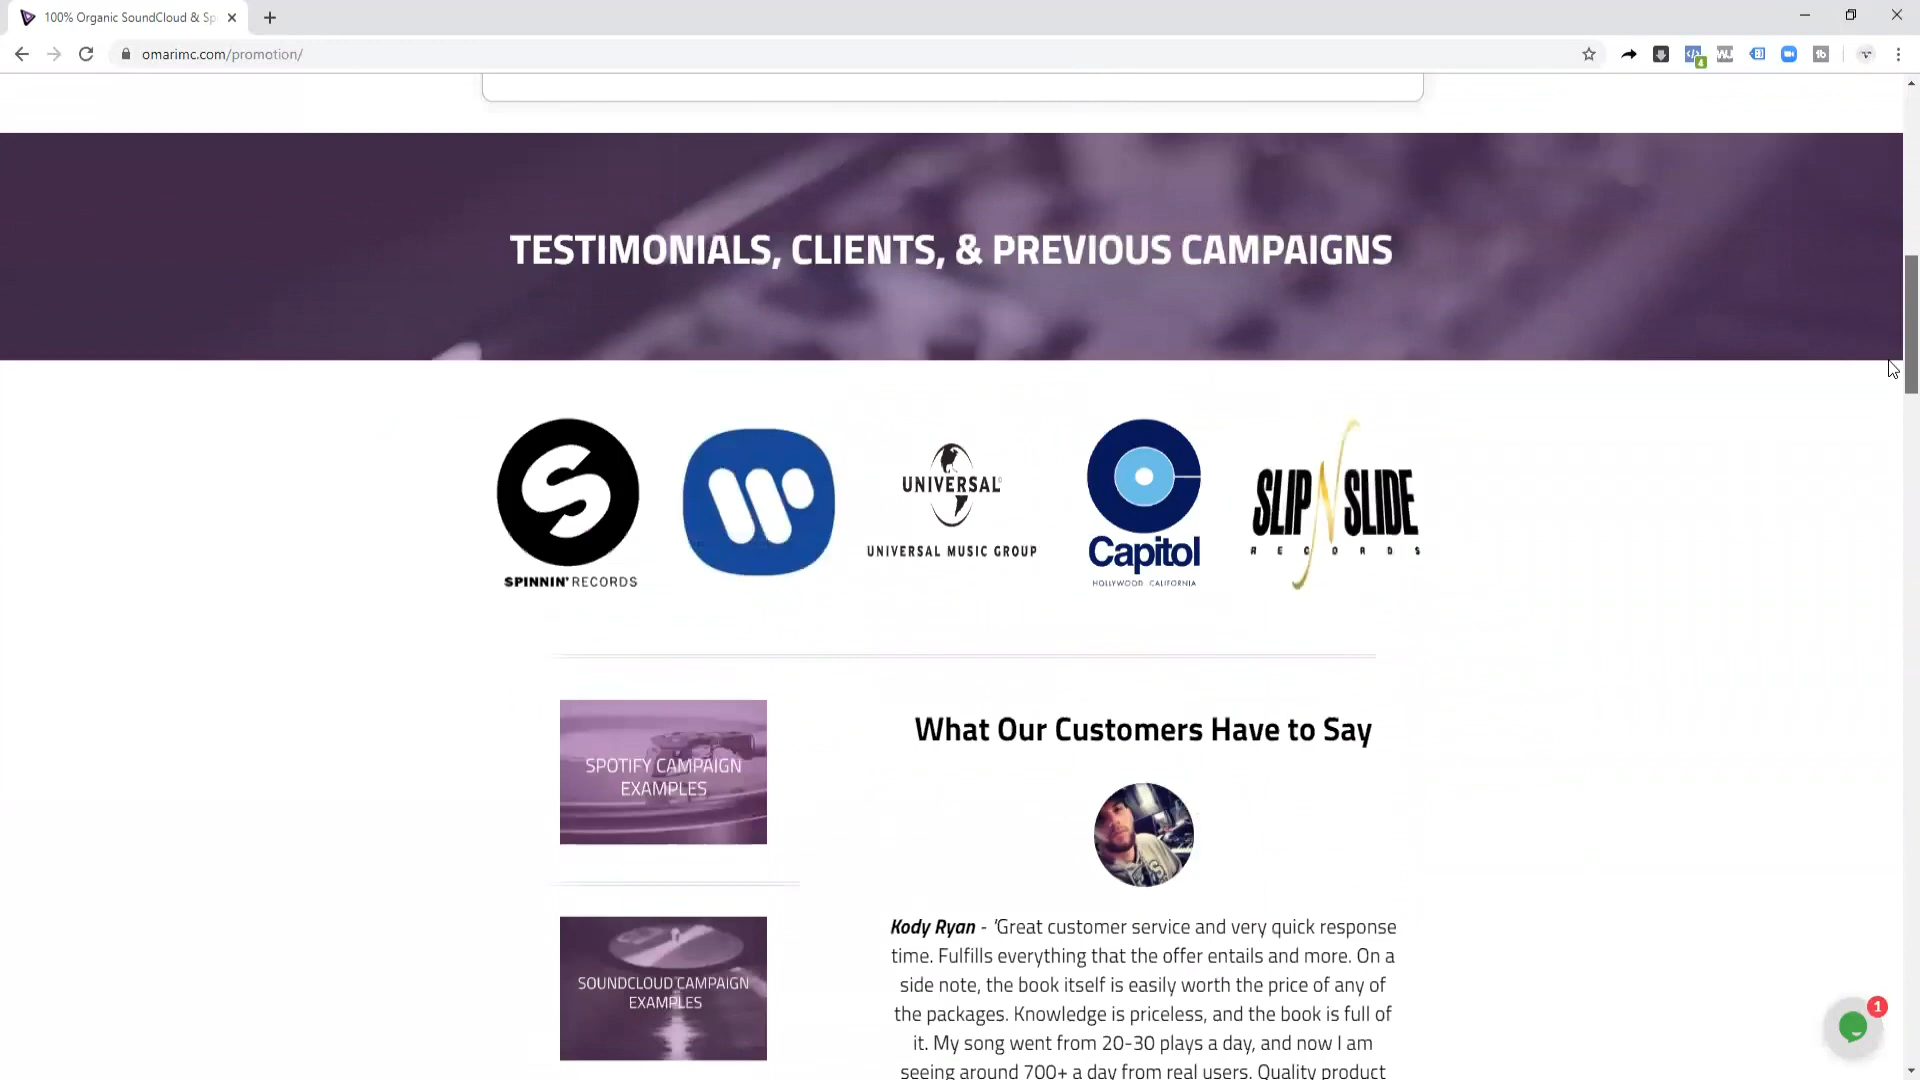 100% Organic SoundCloud & Sp
omarimc.com/promotion/
4
TESTIMONIALS, CLIENTS, & PREVIOUS CAMPAIGNS
SPINNIN' RECORDS
UNIVERSAL
UNIVERSAL MUSIC GROUP
Capitol
HOLLYWOOD CALIFORNIA
SLIP N SLIDE
RECORDS
SPOTIFY CAMPAIGN
EXAMPLES
SOUNDCLOUD CAMPAIGN
EXAMPLES
What Our Customers Have to Say
Kody Ryan - 'Great customer service and very quick response
time. Fulfills everything that the offer entails and more. On a
side note, the book itself is easily worth the price of any of
the packages. Knowledge is priceless, and the book is full of
it. My song went from 20-30 plays a day, and now I am
seeing around 700+ a day from real users. Quality product
1